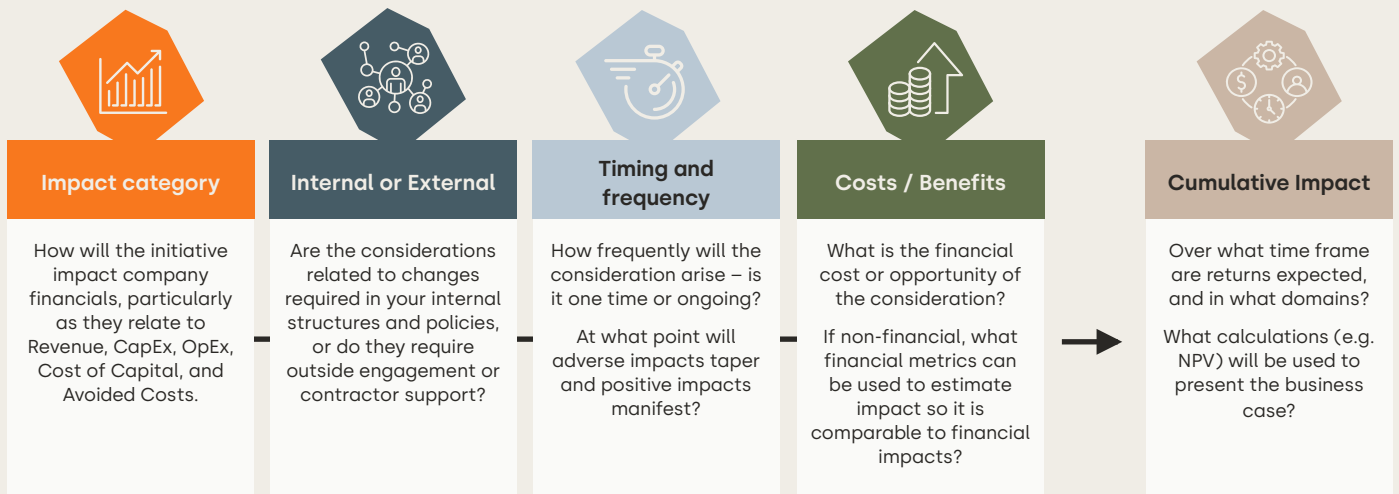 Impact category
How will the initiative
impact company
financials, particularly
as they relate to
Revenue, CapEx, OpEx,
Cost of Capital, and
Avoided Costs.
Internal or External
Are the considerations
related to changes
required in your internal
structures and policies,
or do they require
outside engagement or
contractor support?
Timing and
frequency
How frequently will the
consideration arise – is
it one time or ongoing?
At what point will
adverse impacts taper
and positive impacts
manifest?
Costs / Benefits
What is the financial
cost or opportunity of
the consideration?
If non-financial, what
financial metrics can
be used to estimate
impact so it is
comparable to financial
impacts?
Cumulative Impact
Over what time frame
are returns expected,
and in what domains?
What calculations (e.g.
NPV) will be used to
present the business
case?
$